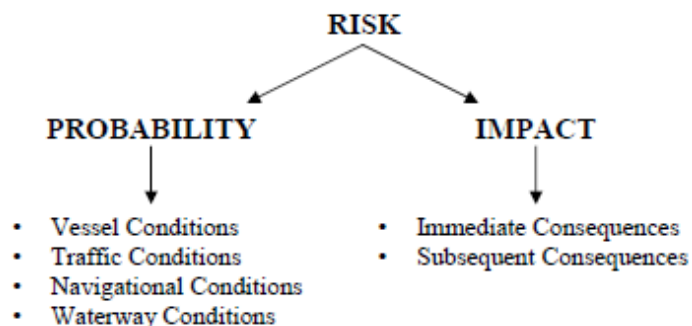 RISK
PROBABILITY
IMPACT
• Vessel Conditions
• Traffic Conditions
• Navigational Conditions
• Waterway Conditions
• Immediate Consequences
• Subsequent Consequences